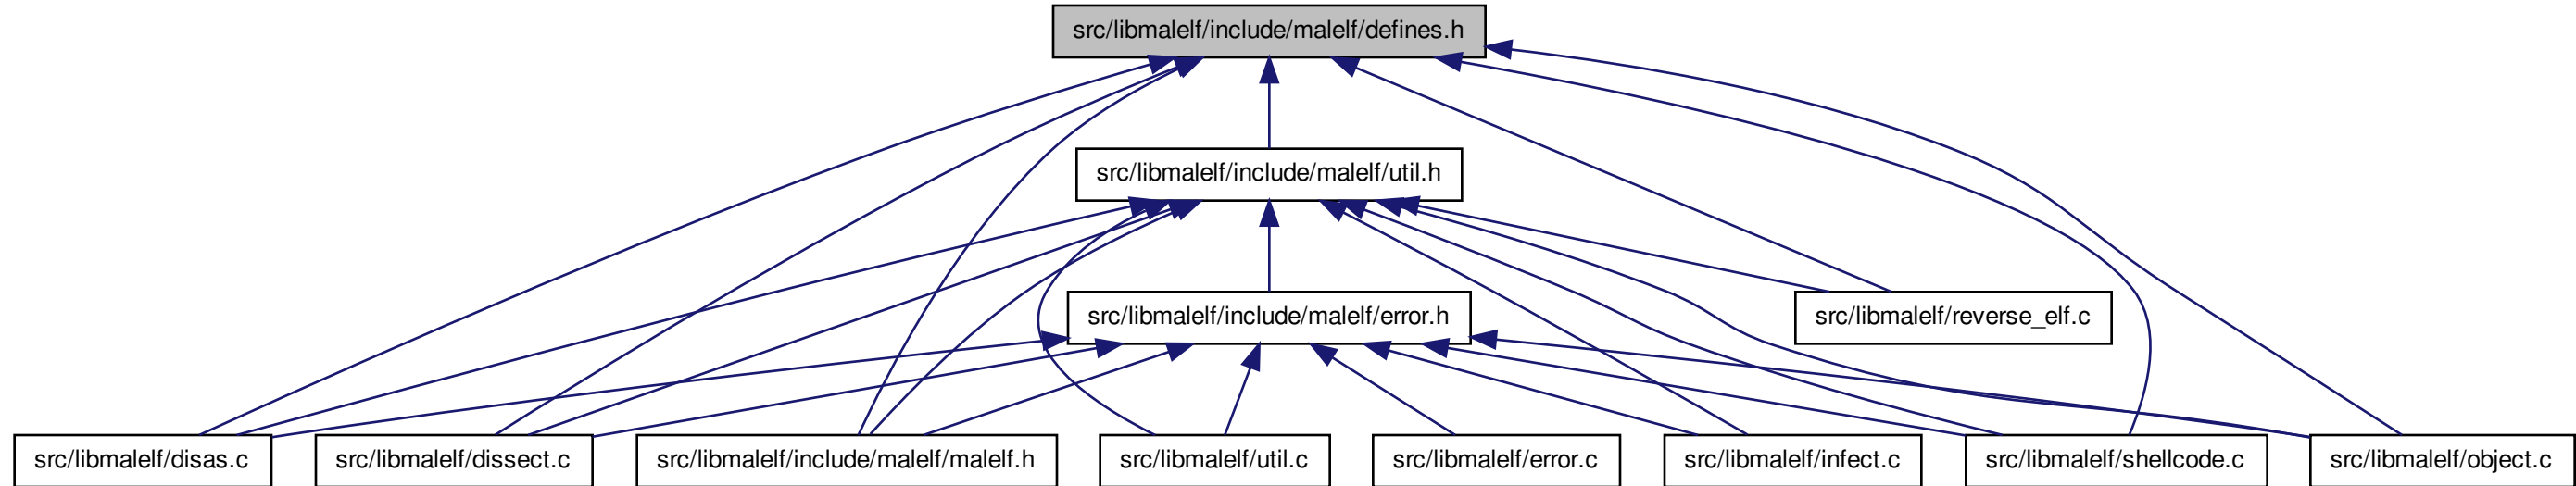 src/libmalelf/include/malelf/defines.h
src/libmalelf/include/malelf/util.h
src/libmalelf/include/malelf/error.h
src/libmalelf/reverse_elf.c
src/libmalelf/disas.c
src/libmalelf/dissect.c
src/libmalelf/include/malelf/malelf.h
src/libmalelf/util.c
src/libmalelf/error.c
src/libmalelf/infect.c
src/libmalelf/shellcode.c
src/libmalelf/object.c